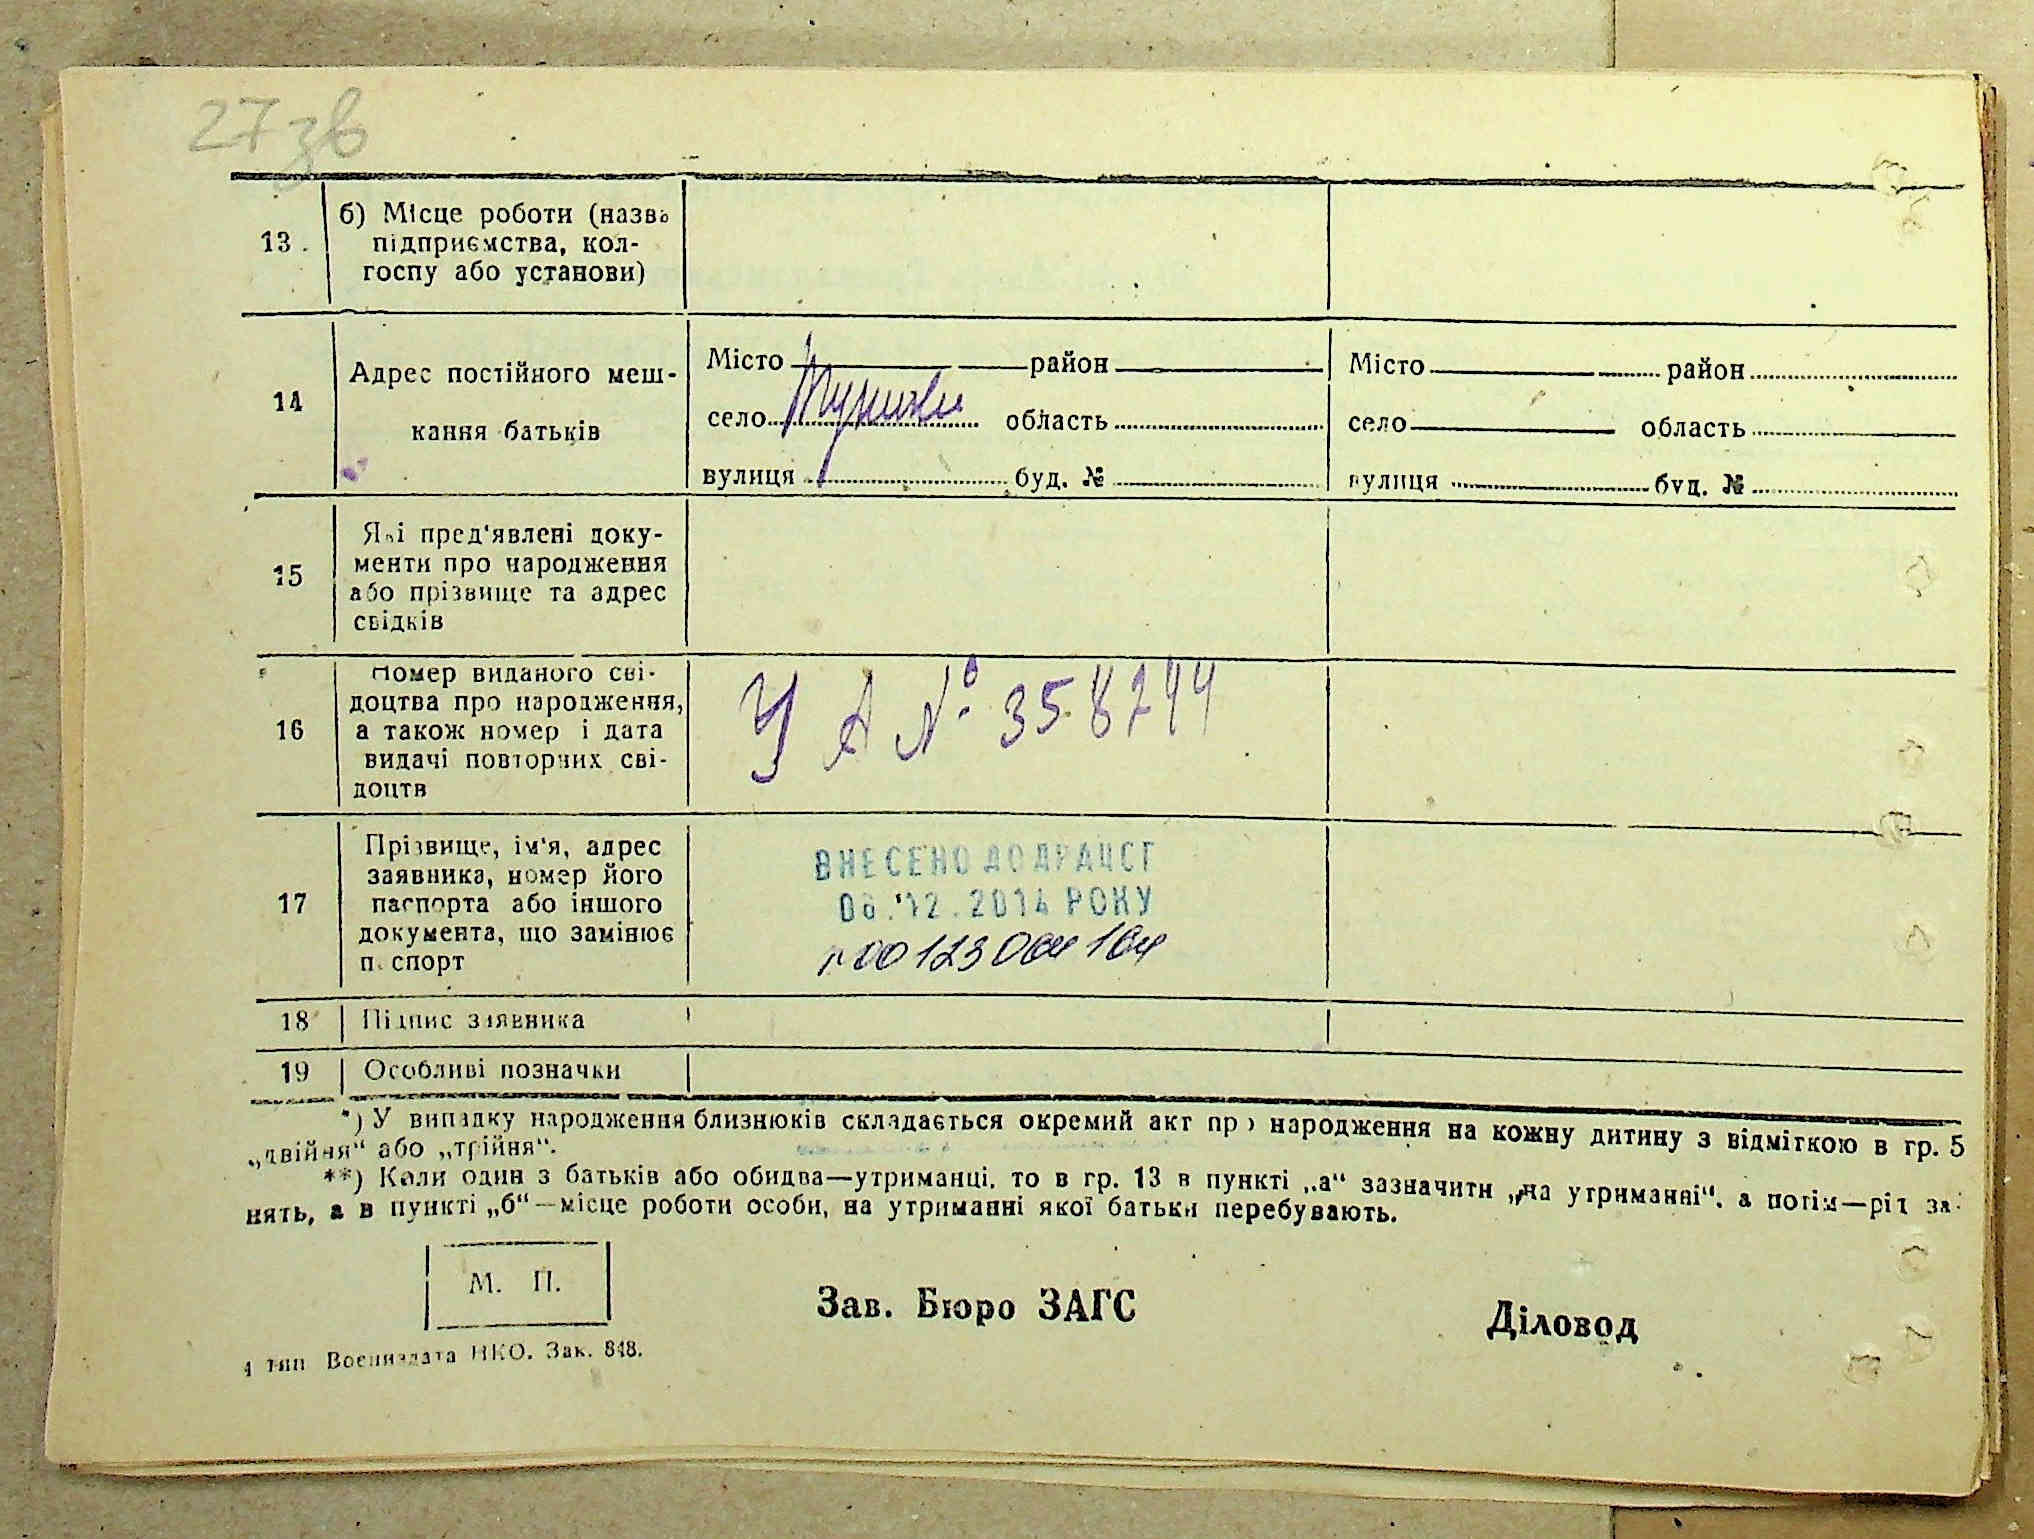 27зв
13. б) Місце роботи (назва
підприємства, кол-
госпу або установи)
14 Адрес постійного меш-
кання батьків
Місто район
село область
вулиця буд. №
Місто район
село область
вулиця буд. №
15 Які пред'явлені доку-
менти про народження
або прізвище та адрес
свідків
16 Номер виданого сві-
доцтва про народження,
а також номер і дата
видачі повторних сві-
доцтв
У А № 358744
17 Прізвище, ім'я, адрес
заявника, номер його
паспорта або іншого
документа, що замінює
паспорт
ВНЕСЕНО ДО ДРАЦСГ
06.12.2014 РОКУ
18 Підпис заявника
19 Особливі позначки
*) У випадку народження близнюків складається окремий акт про народження на кожну дитину з відміткою в гр. 5
„двійня“ або „трійня“.
**) Коли один з батьків або обидва—утриманці, то в гр. 13 в пункті „а“ зазначити „на утриманні“, а потім—рід за-
нять, а в пункті „б“—місце роботи особи, на утриманні якої батьки перебувають.
М. П.
Зав. Бюро ЗАГС
Діловод
4 тип Воениздата НКО. Зак. 848.